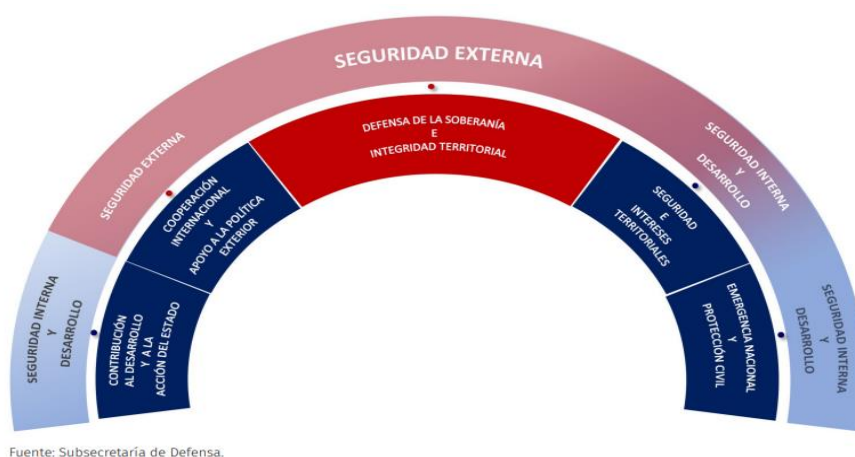 SEGURIDAD EXTERNA
SEGURIDAD EXTERNA
SEGURIDAD INTERNA
Y
DESARROLLO
SEGURIDAD INTERNA
Y
DESARROLLO
SEGURIDAD INTERNA
Y
DESARROLLO
CONTRIBUCIÓN
AL DESARROLLO
Y A LA
ACCIÓN DEL ESTADO
COOPERACIÓN
INTERNACIONAL
Y
APOYO A LA POLÍTICA
EXTERIOR
DEFENSA DE LA SOBERANÍA
E
INTEGRIDAD TERRITORIAL
SEGURIDAD
E
INTERESES
TERRITORIALES
EMERGENCIA NACIONAL
Y
PROTECCIÓN CIVIL
Fuente: Subsecretaría de Defensa.